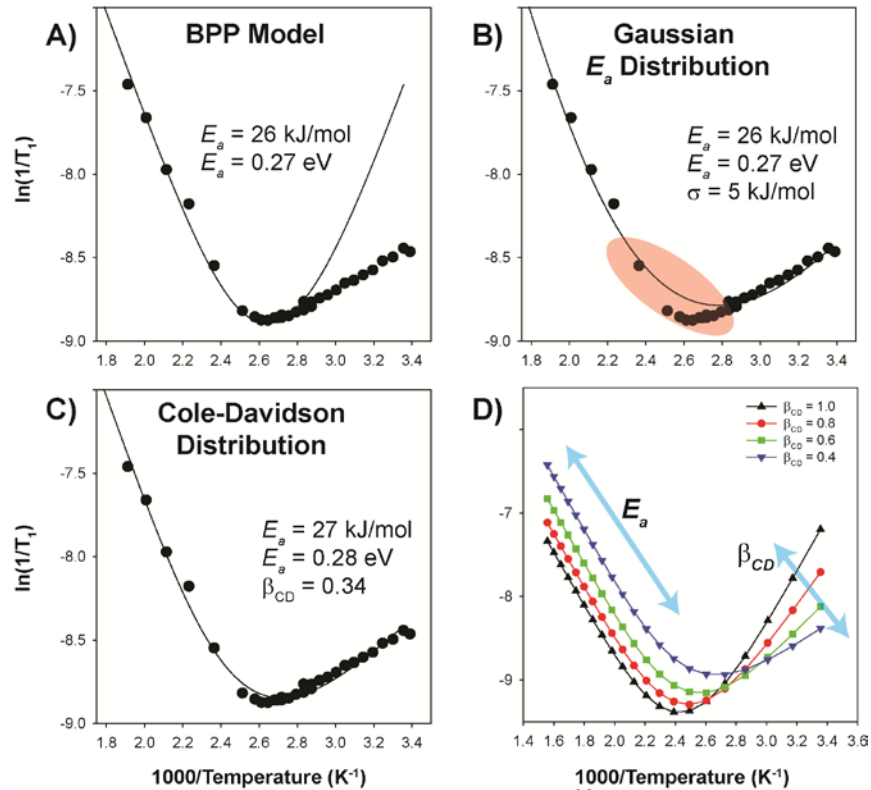 A) BPP Model
E_a = 26 kJ/mol
E_a = 0.27 eV
ln(1/T_1)
-7.5
-8.0
-8.5
-9.0
1.8 2.0 2.2 2.4 2.6 2.8 3.0 3.2 3.4
B) Gaussian
E_a Distribution
E_a = 26 kJ/mol
E_a = 0.27 eV
σ = 5 kJ/mol
-7.5
-8.0
-8.5
-9.0
1.8 2.0 2.2 2.4 2.6 2.8 3.1 3.2 3.4
C) Cole-Davidson
Distribution
E_a = 27 kJ/mol
E_a = 0.28 eV
β_CD = 0.34
ln(1/T_1)
-7.5
-8.0
-8.5
-9.0
1.8 2.0 2.2 2.4 2.6 2.8 3.1 3.2 3.4
1000/Temperature (K⁻¹)
D)
β_CD = 1.0
β_CD = 0.8
β_CD = 0.6
β_CD = 0.4
E_a
β_CD
-7
-8
-9
1.4 1.6 1.8 2.0 2.2 2.4 2.6 2.8 3.0 3.2 3.4 3.6
1000/Temperature (K⁻¹)